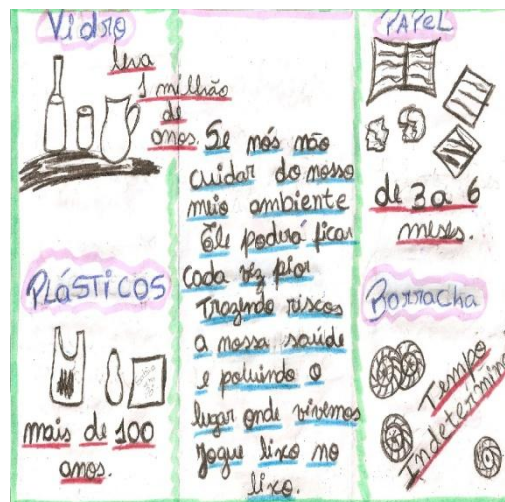 Vidro
leva
1 milhão
de
anos.
PLÁSTICOS
mais de 100
anos.
Se nós não
cuidar do nosso
meio ambiente
Ele poderá ficar
cada vez pior
Trazendo riscos
a nossa saúde
e poluindo o
lugar onde vivemos
Jogue lixo no
lixo.
PAPEL
de 3 a 6
meses.
Borracha
Tempo